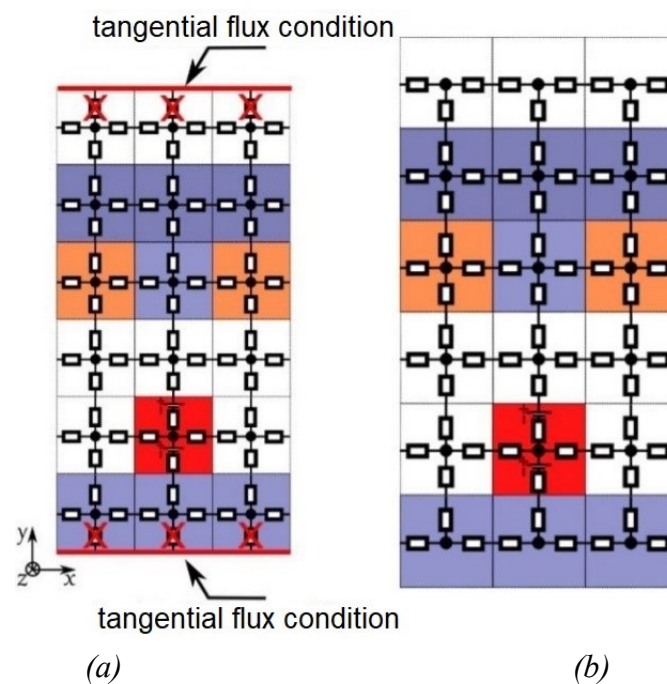 tangential flux condition
y
z
x
tangential flux condition
(a)
(b)